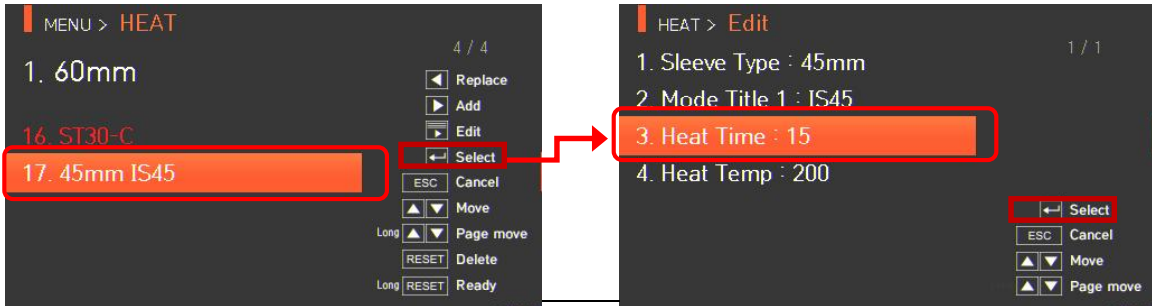 MENU > HEAT
4 / 4
1. 60mm
Replace
Add
16. ST30-C
Edit
17. 45mm IS45
Select
ESC Cancel
Move
Long Page move
RESET Delete
Long RESET Ready
HEAT > Edit
1 / 1
1. Sleeve Type : 45mm
2. Mode Title 1 : IS45
3. Heat Time : 15
4. Heat Temp : 200
Select
ESC Cancel
Move
Page move